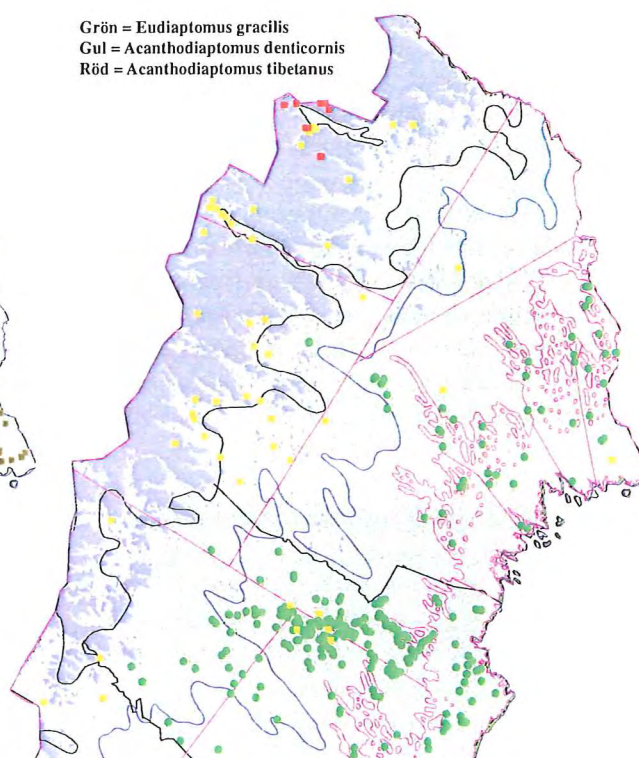 Grön = Eudiaptomus gracilis
Gul = Acanthodiaptomus denticornis
Röd = Acanthodiaptomus tibetanus